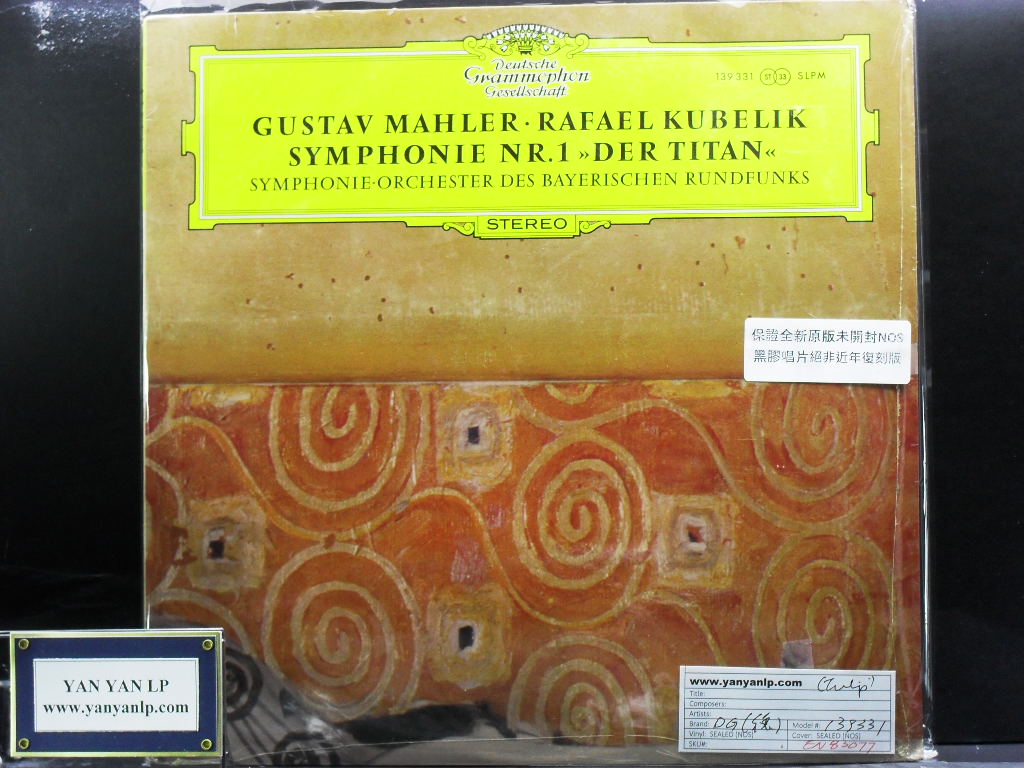 Deutsche
Grammophon
Gesellschaft
139 331 ST 33 SLPM
GUSTAV MAHLER · RAFAEL KUBELIK
SYMPHONIE NR.1 »DER TITAN«
SYMPHONIE-ORCHESTER DES BAYERISCHEN RUNDFUNKS
STEREO
保證全新原版未開封NOS
黑膠唱片絕非近年復刻版
YAN YAN LP
www.yanyanlp.com
www.yanyanlp.com (Tulip)
Title:
Composers:
Artists:
Brand: DG Model #: 139331
Vinyl: SEALED [NOS] Cover: SEALED [NOS]
SKU#: EN 85077